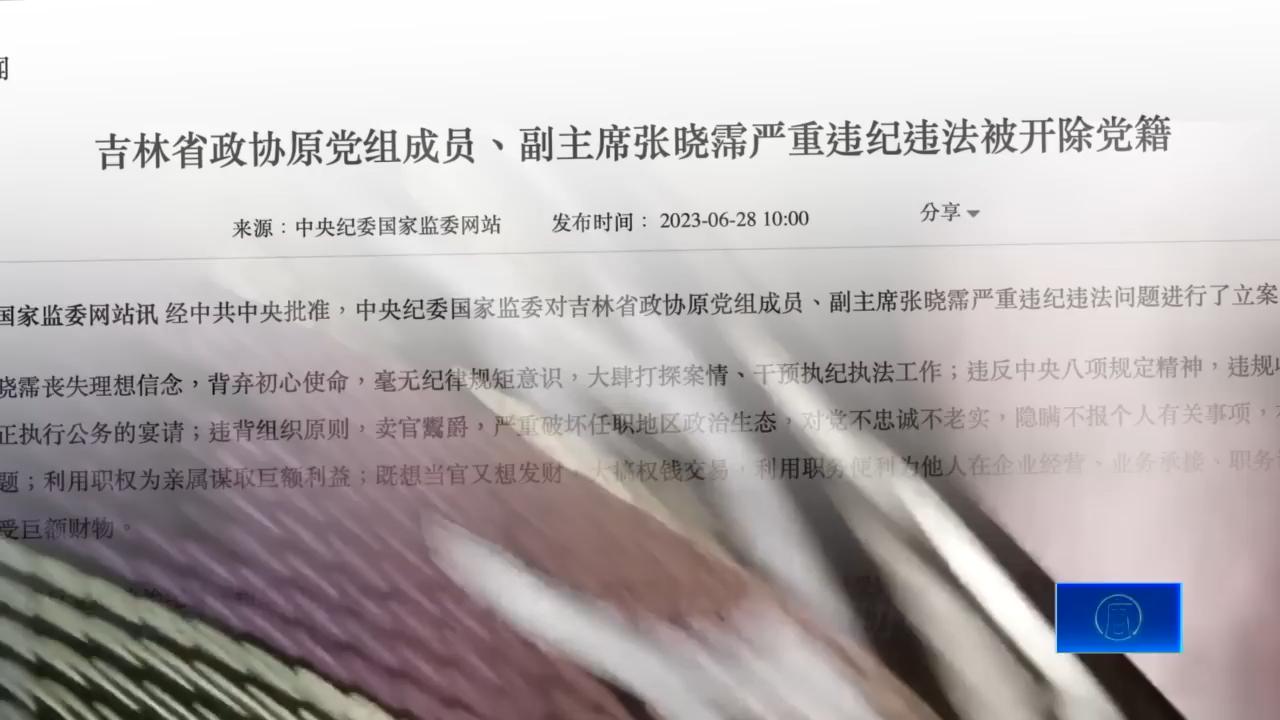 闻
吉林省政协原党组成员、副主席张晓霈严重违纪违法被开除党籍
来源：中央纪委国家监委网站 发布时间： 2023-06-28 10:00 分享
国家监委网站讯 经中共中央批准，中央纪委国家监委对吉林省政协原党组成员、副主席张晓霈严重违纪违法问题进行了立案
晓霈丧失理想信念，背弃初心使命，毫无纪律规矩意识，大肆打探案情、干预执纪执法工作；违反中央八项规定精神，违规收
正执行公务的宴请；违背组织原则，卖官鬻爵，严重破坏任职地区政治生态，对党不忠诚不老实，隐瞒不报个人有关事项，
题；利用职权为亲属谋取巨额利益；既想当官又想发财，大搞权钱交易，利用职务便利为他人在企业经营、业务承接、职务
受巨额财物。